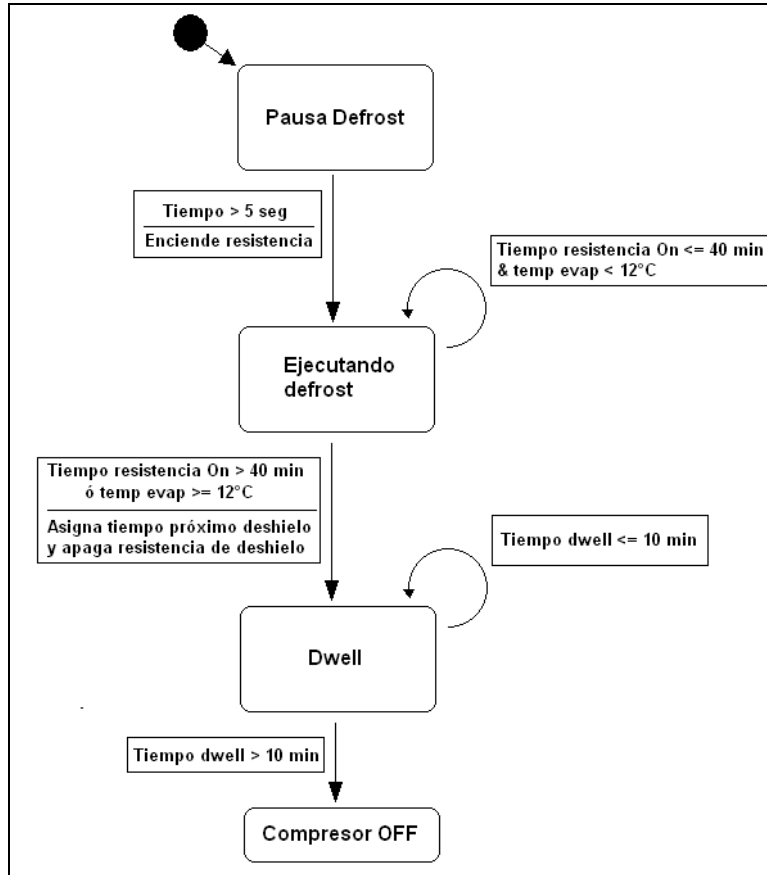 Pausa Defrost
Tiempo > 5 seg
Enciende resistencia
Tiempo resistencia On <= 40 min
& temp evap < 12°C
Ejecutando
defrost
Tiempo resistencia On > 40 min
ó temp evap >= 12°C
Asigna tiempo próximo deshielo
y apaga resistencia de deshielo
Tiempo dwell <= 10 min
Dwell
Tiempo dwell > 10 min
Compresor OFF